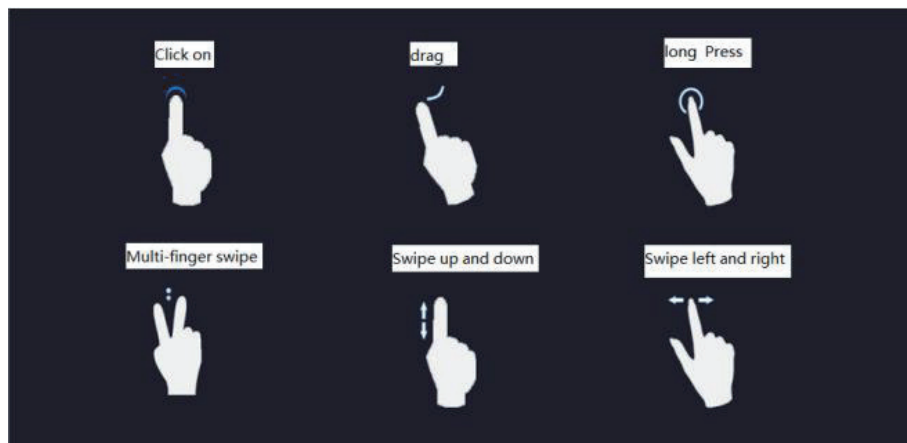 Click on
drag
long Press
Multi-finger swipe
Swipe up and down
Swipe left and right